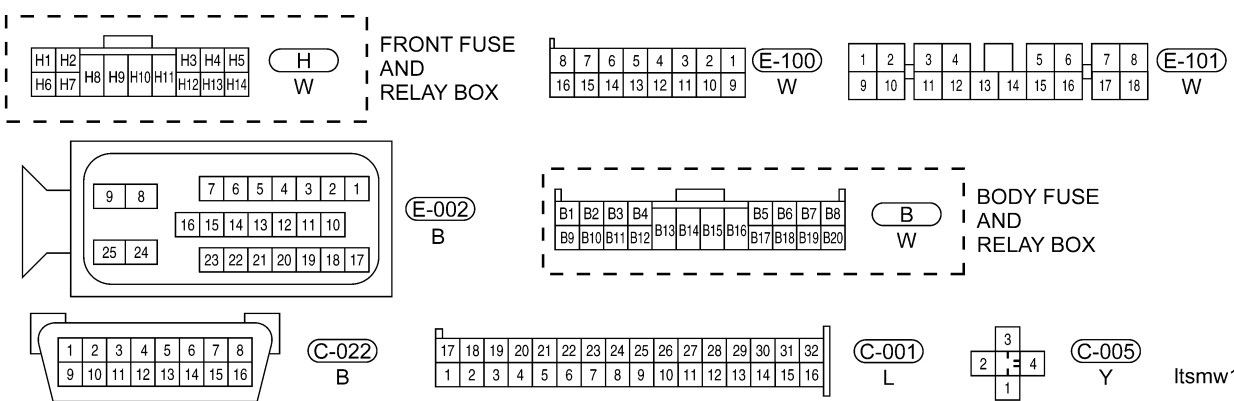 H1 H2 H3 H4 H5
H8 H9 H10 H11
H6 H7 H12 H13 H14
H
W
FRONT FUSE
AND
RELAY BOX
8 7 6 5 4 3 2 1
16 15 14 13 12 11 10 9
E-100
W
1 2 3 4 5 6 7 8
9 10 11 12 13 14 15 16 17 18
E-101
W
9 8
7 6 5 4 3 2 1
16 15 14 13 12 11 10
25 24
23 22 21 20 19 18 17
E-002
B
B1 B2 B3 B4 B5 B6 B7 B8
B13 B14 B15 B16
B9 B10 B11 B12 B17 B18 B19 B20
B
W
BODY FUSE
AND
RELAY BOX
1 2 3 4 5 6 7 8
9 10 11 12 13 14 15 16
C-022
B
17 18 19 20 21 22 23 24 25 26 27 28 29 30 31 32
1 2 3 4 5 6 7 8 9 10 11 12 13 14 15 16
C-001
L
3
2 4
1
C-005
Y